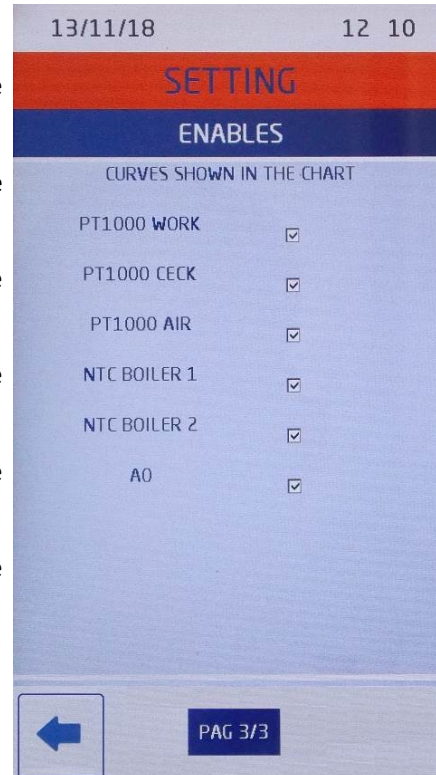 13/11/18 12 10
SETTING
ENABLES
CURVES SHOWN IN THE CHART
PT1000 WORK
PT1000 CECK
PT1000 AIR
NTC BOILER 1
NTC BOILER 2
A0
PAG 3/3